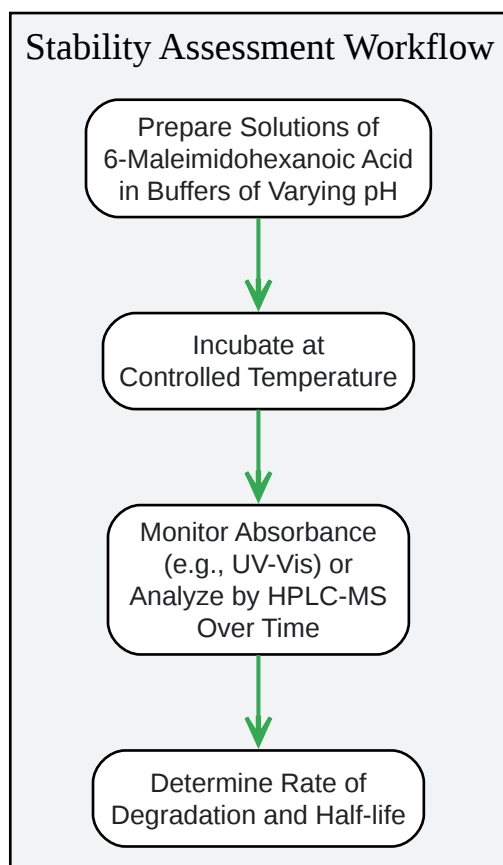 Stability Assessment Workflow
Prepare Solutions of
6-Maleimidohexanoic Acid
in Buffers of Varying pH
Incubate at
Controlled Temperature
Monitor Absorbance
(e.g., UV-Vis) or
Analyze by HPLC-MS
Over Time
Determine Rate of
Degradation and Half-life